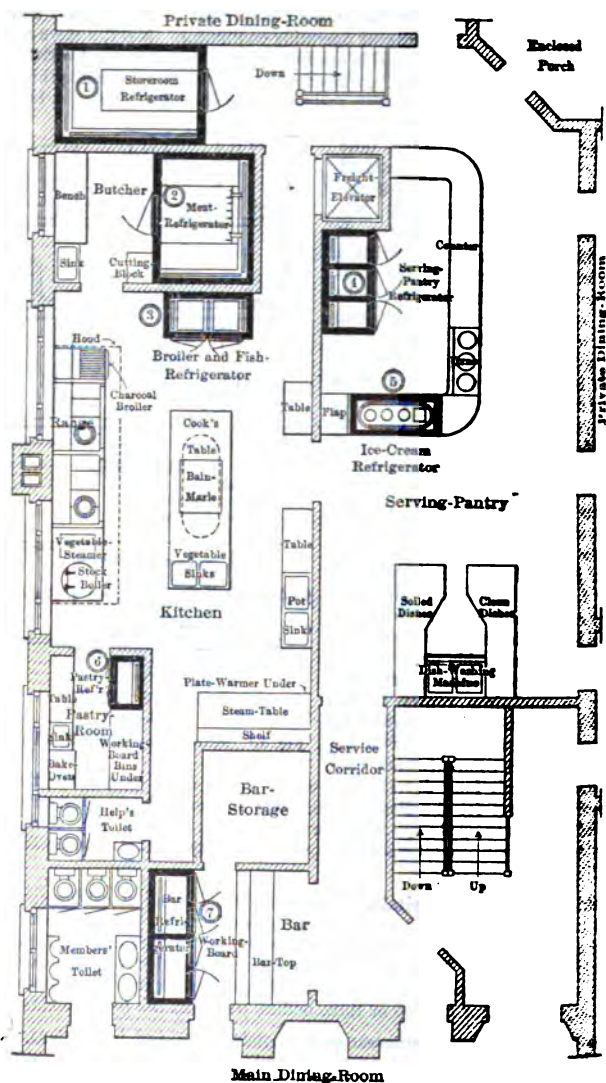 Private Dining-Room
Enclosed
Porch
Down
1
Storeroom
Refrigerator
Bench
Butcher
2
Meat-
Refrigerator
Freight-
Elevator
Counter
Sink
Cutting-
Block
4
Serving-
Pantry
Refrigerator
3
Broiler and Fish-
Refrigerator
Hood
Charcoal
Broiler
Private Dining-Room
5
Table
Flap
Ice-Cream
Refrigerator
Range
Cook's
Table
Bain-
Marie
Serving-Pantry
Vegetable-
Steamer
Stock
Boiler
Vegetable
Sinks
Table
Pot
Sinks
Kitchen
Soiled
Dishes
Clean
Dishes
Dish-Washing
Machine
6
Pastry-
Refr'r
Table
Pastry-
Room
Sink
Working-
Board
Bins
Under
Bake-
Oven
Plate-Warmer Under
Steam-Table
Shelf
Service
Corridor
Bar-
Storage
Help's
Toilet
Down
Up
Bar
Refrig-
erator
7
Working-
Board
Bar
Bar-Top
Members'
Toilet
Main Dining-Room